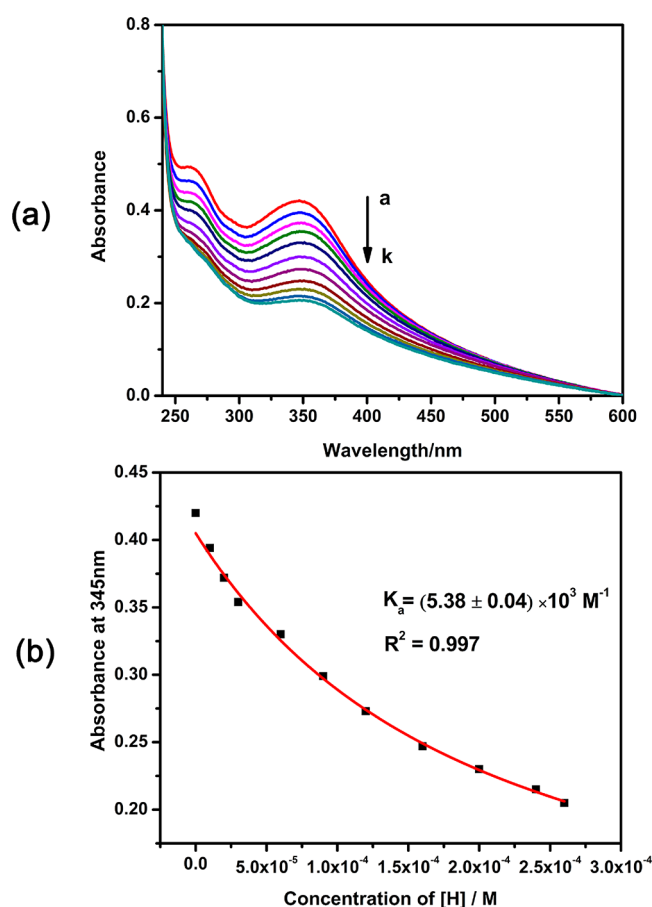 (a)
Absorbance
0.8
0.6
0.4
0.2
0.0
a
k
250 300 350 400 450 500 550 600
Wavelength/nm
(b)
Absorbance at 345nm
0.45
0.40
0.35
0.30
0.25
0.20
Kₐ= (5.38 ± 0.04) ×10³ M⁻¹
R² = 0.997
0.0 5.0x10⁻⁵ 1.0x10⁻⁴ 1.5x10⁻⁴ 2.0x10⁻⁴ 2.5x10⁻⁴ 3.0x10⁻⁴
Concentration of [H] / M